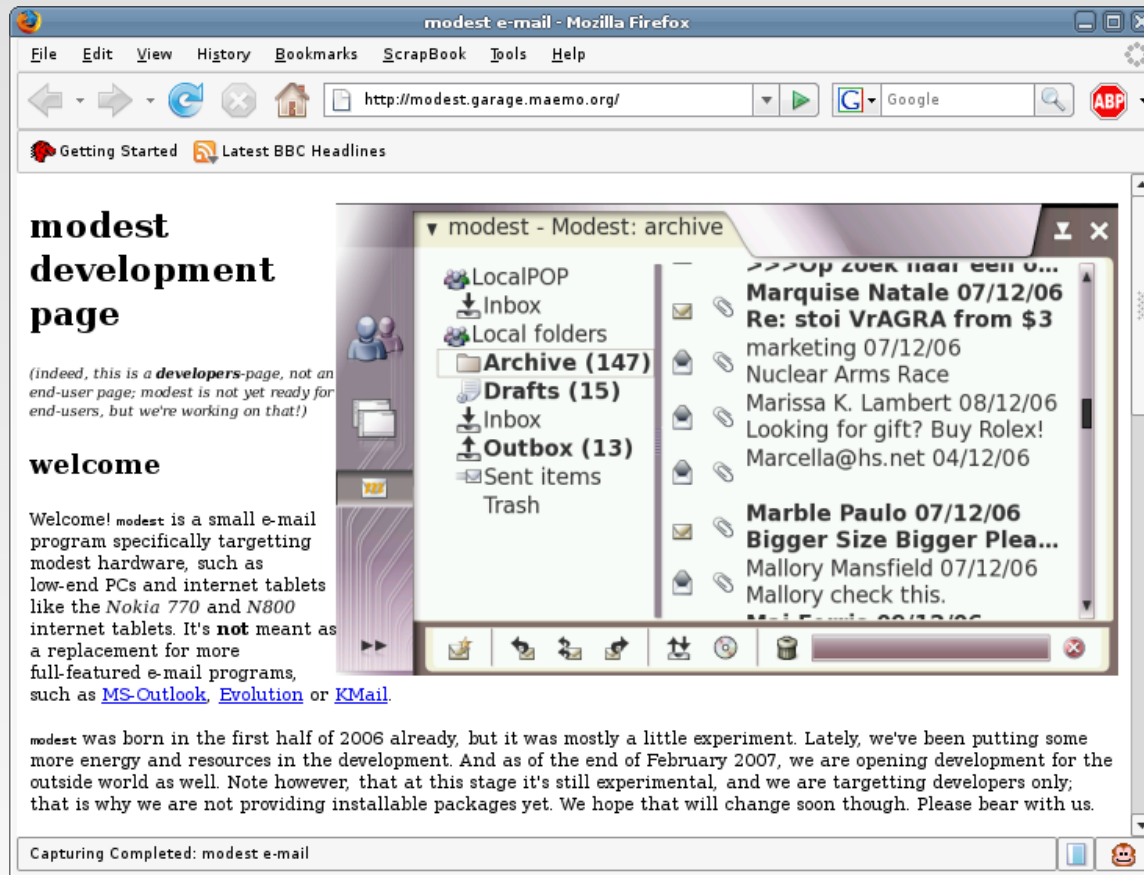 modest e-mail - Mozilla Firefox
File Edit View History Bookmarks ScrapBook Tools Help
http://modest.garage.maemo.org/
G Google
ABP
Getting Started Latest BBC Headlines
modest
development
page
(indeed, this is a developers-page, not an
end-user page; modest is not yet ready for
end-users, but we're working on that!)
welcome
Welcome! modest is a small e-mail
program specifically targetting
modest hardware, such as
low-end PCs and internet tablets
like the Nokia 770 and N800
internet tablets. It's not meant as
a replacement for more
full-featured e-mail programs,
such as MS-Outlook, Evolution or KMail.
modest - Modest: archive
LocalPOP
Inbox
Local folders
Archive (147)
Drafts (15)
Inbox
Outbox (13)
Sent items
Trash
>>>Op zoek naar een o...
Marquise Natale 07/12/06
Re: stoi VrAGRA from $3
marketing 07/12/06
Nuclear Arms Race
Marissa K. Lambert 08/12/06
Looking for gift? Buy Rolex!
Marcella@hs.net 04/12/06
Marble Paulo 07/12/06
Bigger Size Bigger Plea...
Mallory Mansfield 07/12/06
Mallory check this.
modest was born in the first half of 2006 already, but it was mostly a little experiment. Lately, we've been putting some
more energy and resources in the development. And as of the end of February 2007, we are opening development for the
outside world as well. Note however, that at this stage it's still experimental, and we are targetting developers only;
that is why we are not providing installable packages yet. We hope that will change soon though. Please bear with us.
Capturing Completed: modest e-mail